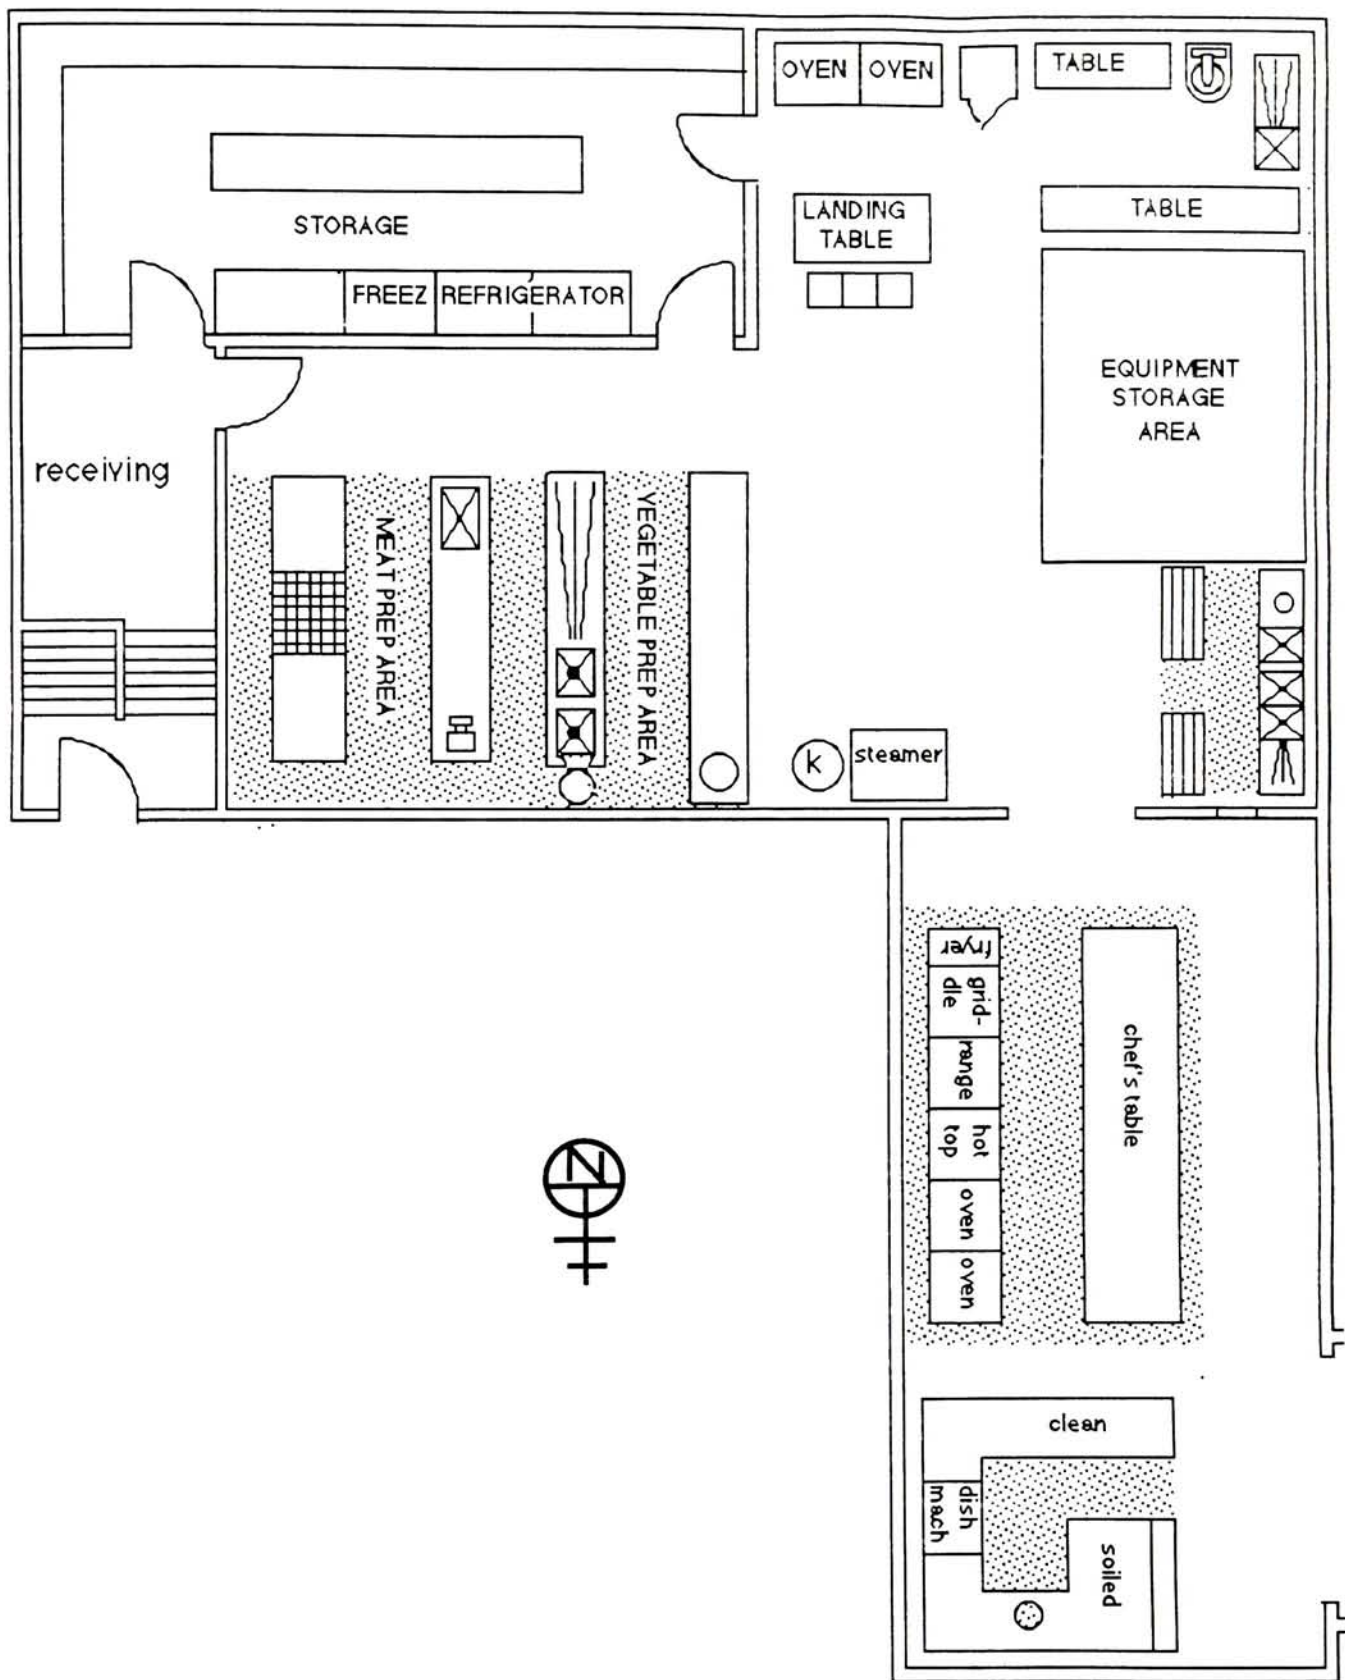 OVEN OVEN
TABLE
STORAGE
LANDING
TABLE
TABLE
FREEZ REFRIGERATOR
EQUIPMENT
STORAGE
AREA
receiving
MEAT PREP AREA
VEGETABLE PREP AREA
K
steamer
fryer
grid-
dle
range
hot
top
oven
oven
chef's table
N
clean
dish
mach
soiled